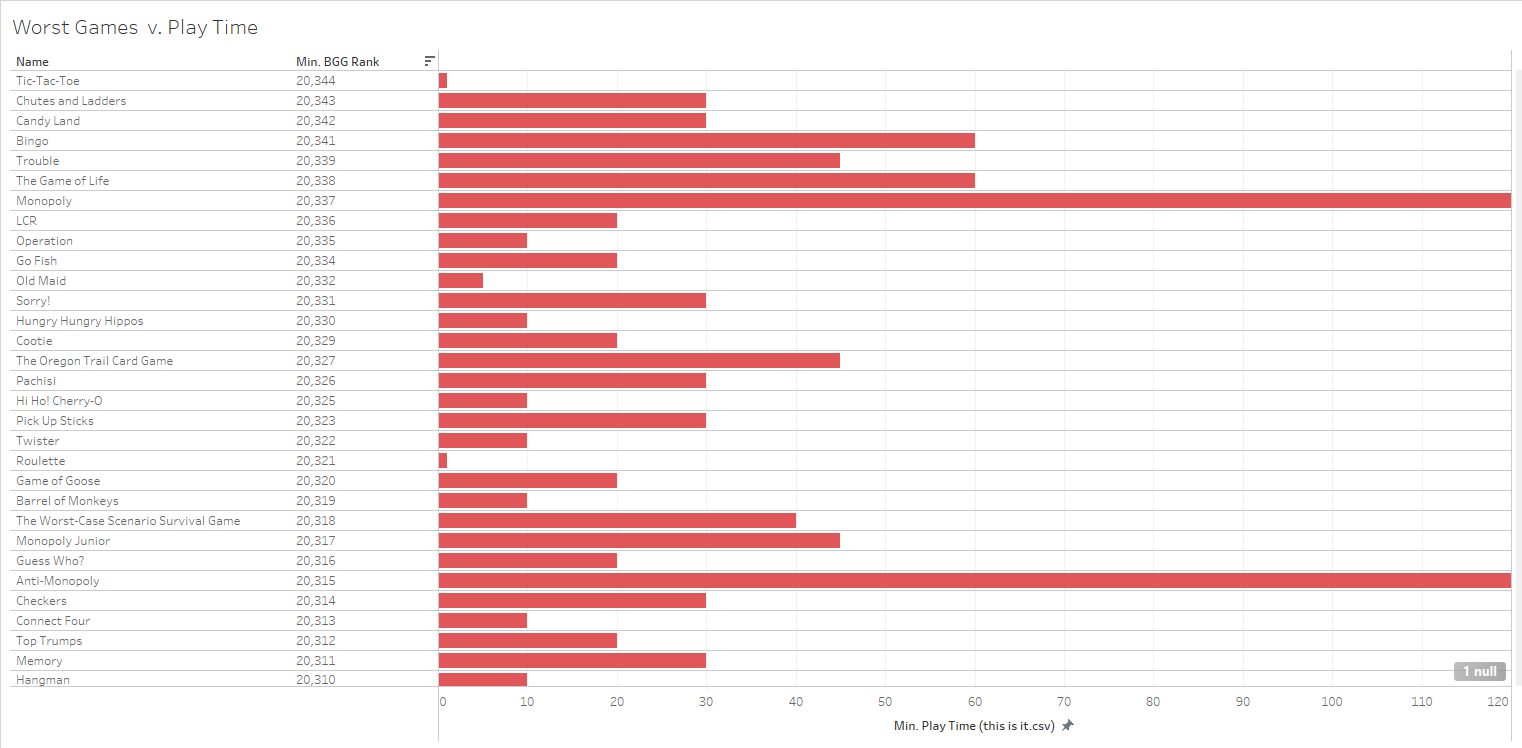 Worst Games v. Play Time
Name Min. BGG Rank
Tic-Tac-Toe 20,344
Chutes and Ladders 20,343
Candy Land 20,342
Bingo 20,341
Trouble 20,339
The Game of Life 20,338
Monopoly 20,337
LCR 20,336
Operation 20,335
Go Fish 20,334
Old Maid 20,332
Sorry! 20,331
Hungry Hungry Hippos 20,330
Cootie 20,329
The Oregon Trail Card Game 20,327
Pachisi 20,326
Hi Ho! Cherry-O 20,325
Pick Up Sticks 20,323
Twister 20,322
Roulette 20,321
Game of Goose 20,320
Barrel of Monkeys 20,319
The Worst-Case Scenario Survival Game 20,318
Monopoly Junior 20,317
Guess Who? 20,316
Anti-Monopoly 20,315
Checkers 20,314
Connect Four 20,313
Top Trumps 20,312
Memory 20,311
1 null
Hangman 20,310
0 10 20 30 40 50 60 70 80 90 100 110 120
Min. Play Time (this is it.csv)